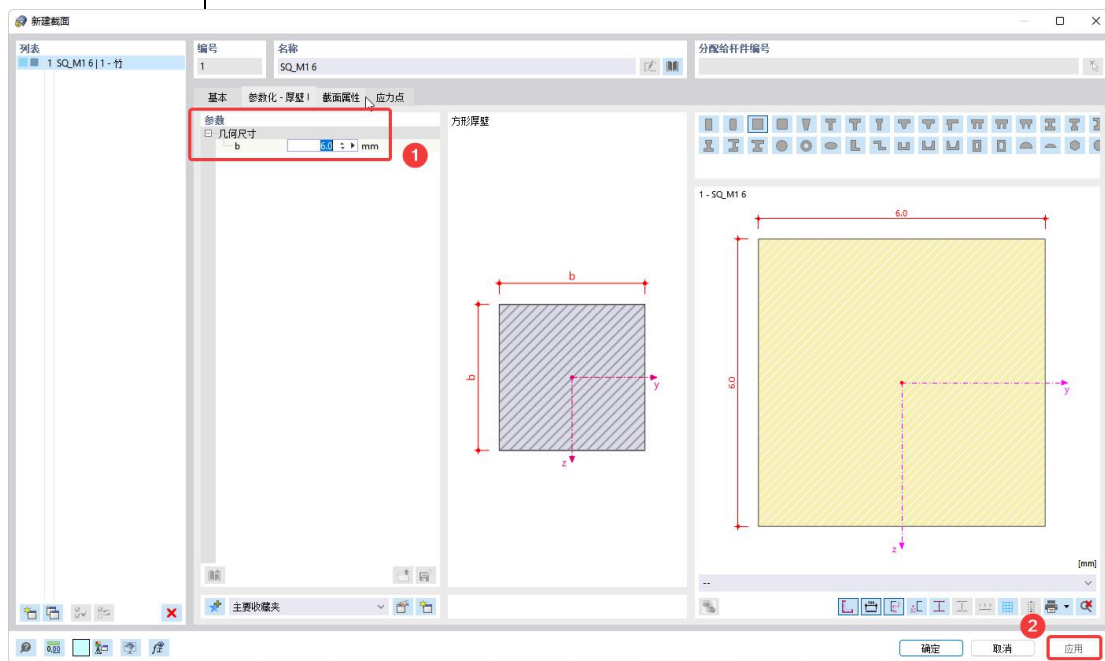 新建截面
列表
1 SQ_M1 6 | 1 - 竹
编号
1
名称
SQ_M1 6
分配给杆件编号
基本
参数化 - 厚壁 I
截面属性
应力点
参数
几何尺寸
b
6.0
mm
1
方形厚壁
b
b
y
z
1 - SQ_M1 6
6.0
6.0
y
z
[mm]
--
主要收藏夹
2
0,00
确定
取消
应用